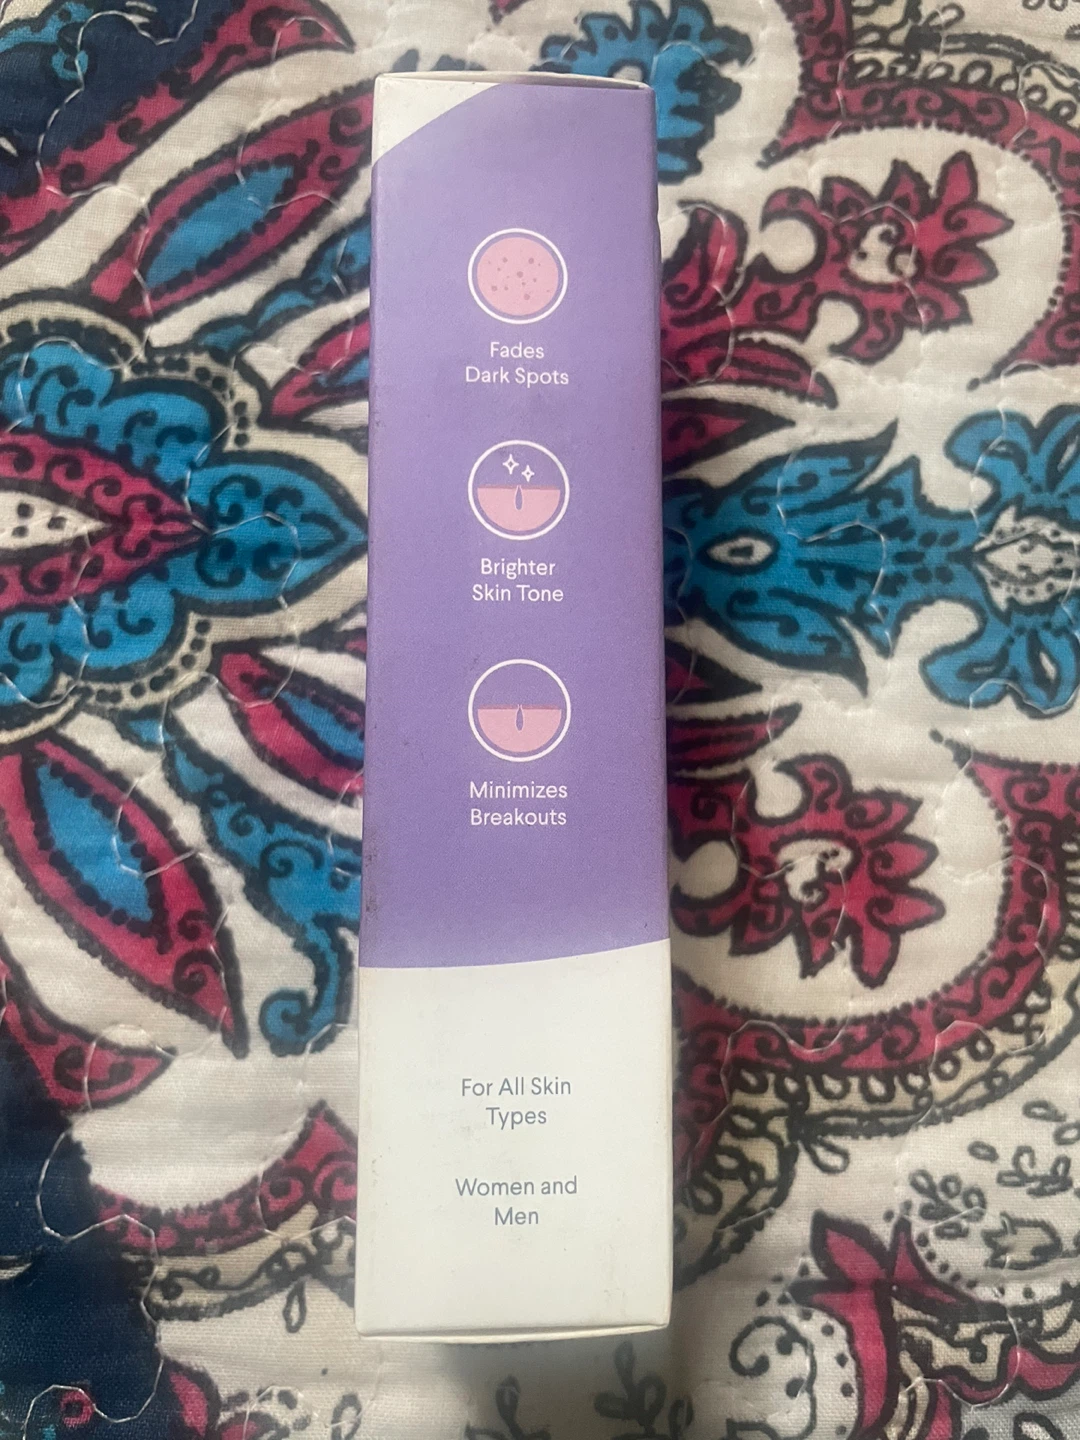 Fades
Dark Spots
Brighter
Skin Tone
Minimizes
Breakouts
For All Skin
Types
Women and
Men